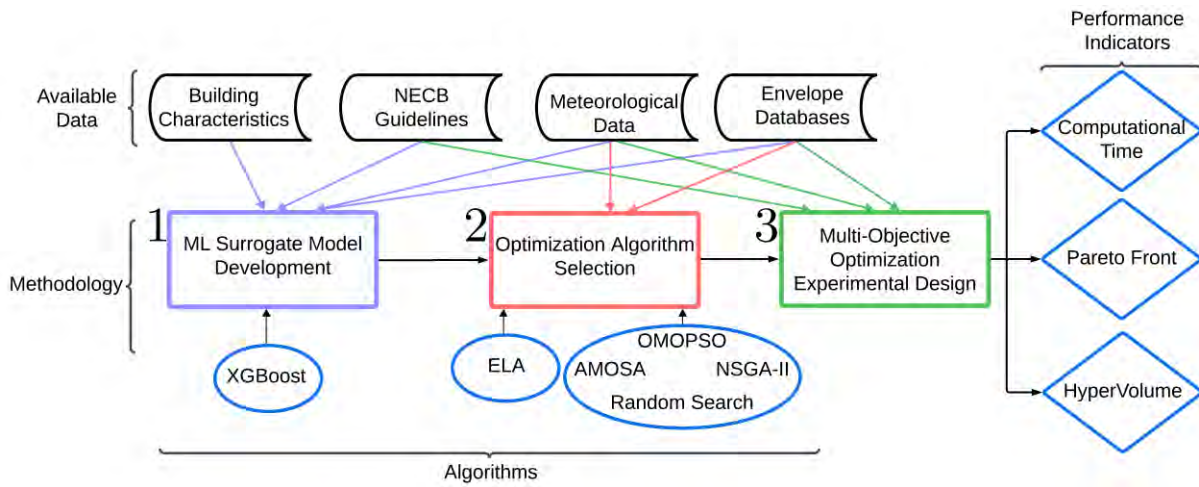 Performance
Indicators
Available
Data
Building
Characteristics
NECB
Guidelines
Meteorological
Data
Envelope
Databases
Computational
Time
Methodology
1
ML Surrogate Model
Development
2
Optimization Algorithm
Selection
3
Multi-Objective
Optimization
Experimental Design
Pareto Front
XGBoost
ELA
OMOPSO
AMOSA
NSGA-II
Random Search
HyperVolume
Algorithms